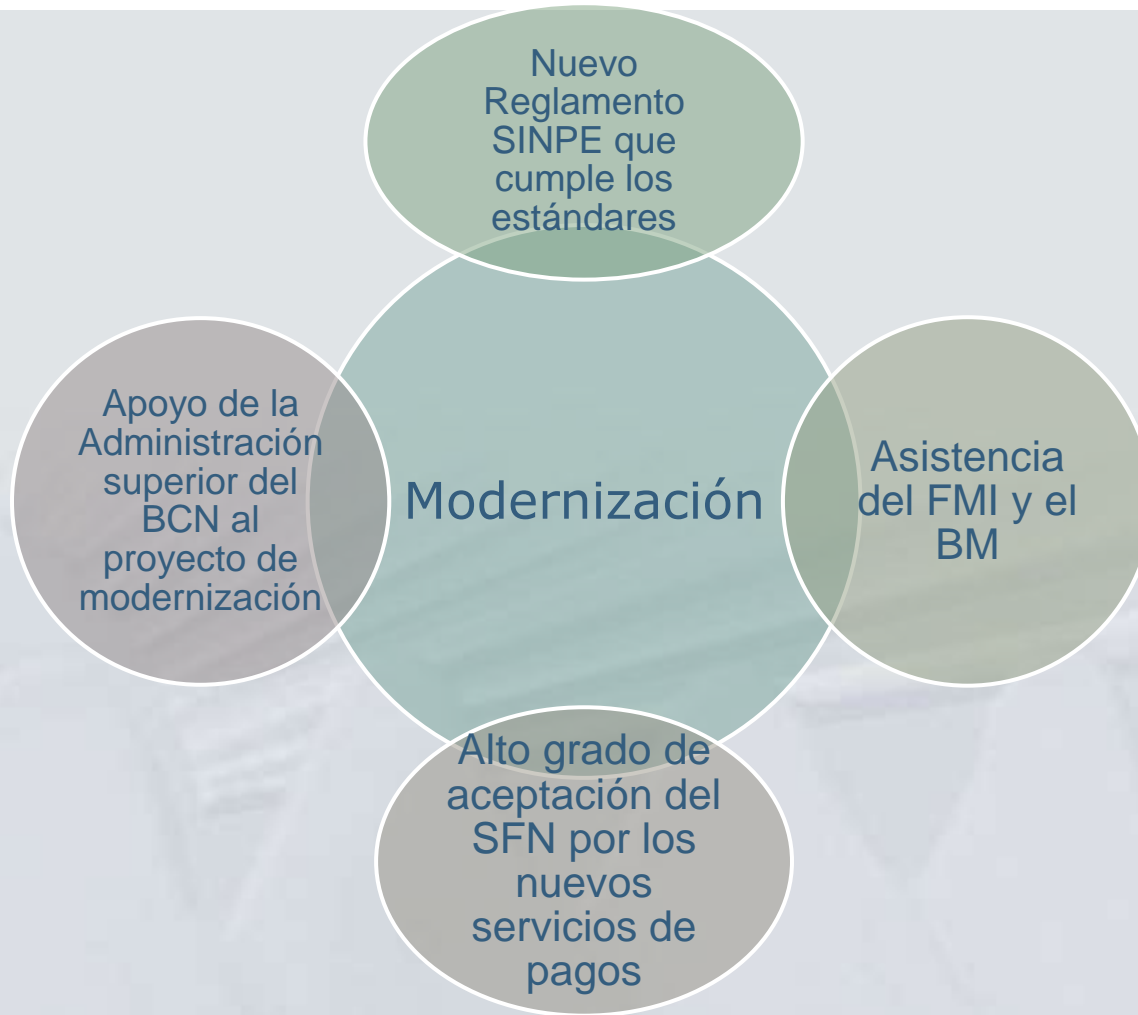 Nuevo
Reglamento
SINPE que
cumple los
estándares
Apoyo de la
Administración
superior del
BCN al
proyecto de
modernización
Modernización
Asistencia
del FMI y el
BM
Alto grado de
aceptación del
SFN por los
nuevos
servicios de
pagos